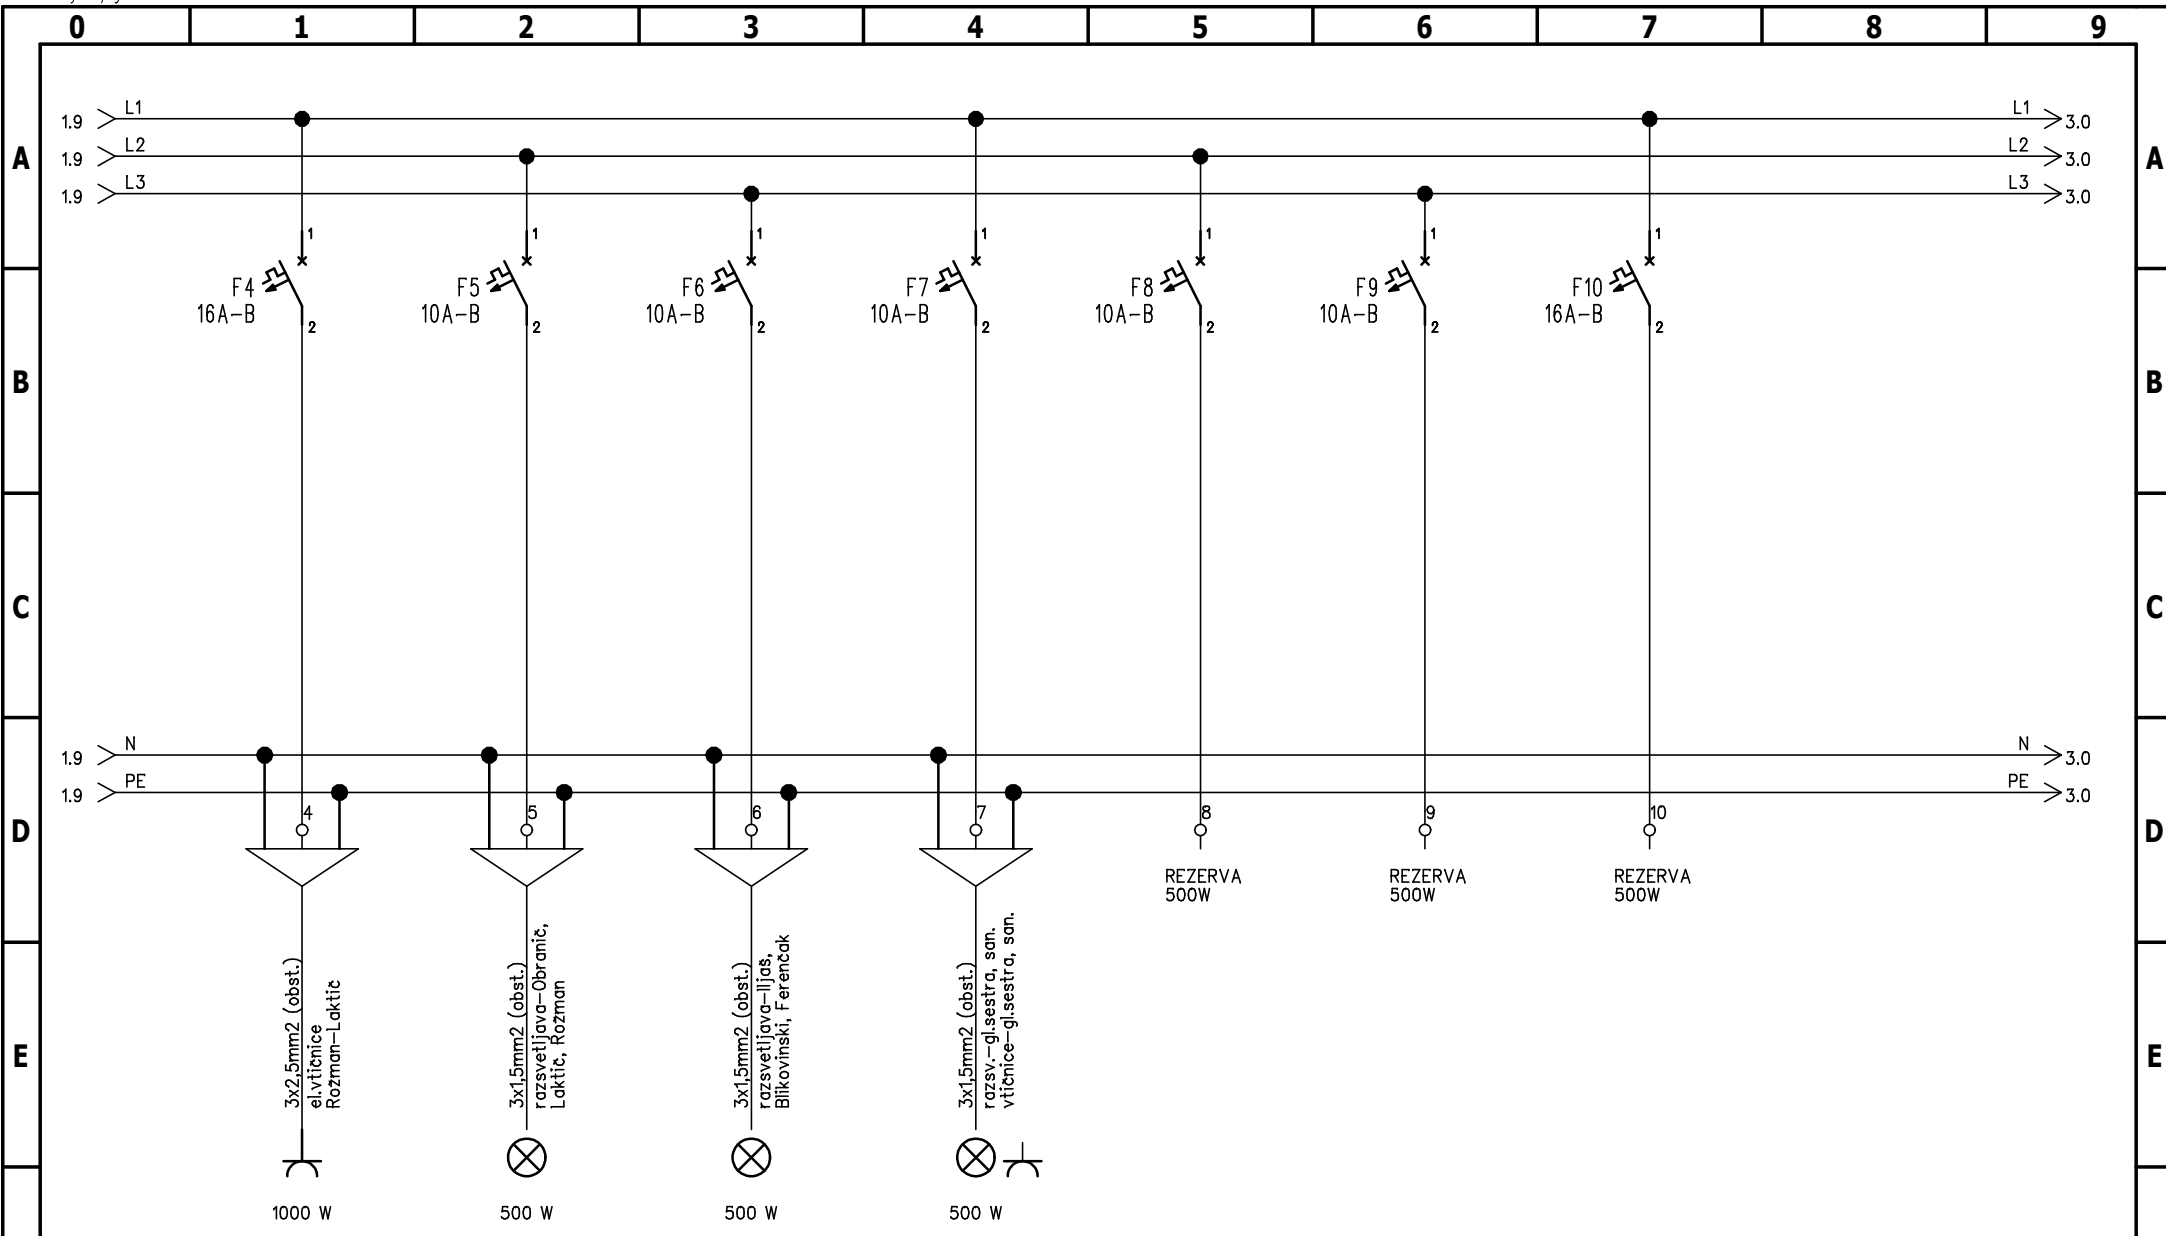 0 1 2 3 4 5 6 7 8 9
1.9 L1 L1 3.0
A 1.9 L2 L2 3.0 A
1.9 L3 L3 3.0
1 1 1 1 1 1 1
F4 F5 F6 F7 F8 F9 F10
16A-B 10A-B 10A-B 10A-B 10A-B 10A-B 16A-B
2 2 2 2 2 2 2
B B
C C
1.9 N N 3.0
1.9 PE PE 3.0
4 5 6 7 8 9 10
D D
REZERVA REZERVA REZERVA
500W 500W 500W
3x2,5mm2 (obst.)
el.vtičnice
Rozman-Laktič
3x1,5mm2 (obst.)
razsvetljava-Obranič,
Laktič, Rozman
3x1,5mm2 (obst.)
razsvetljava-Iljaš,
Blikovinski, Ferenčak
3x1,5mm2 (obst.)
razsv.-gl.sestra, san.
vtičnice-gl.sestra, san.
E E
1000 W 500 W 500 W 500 W